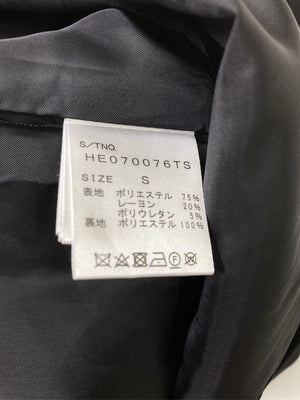 S/TNO.
HE070076TS
SIZE S
表地 ポリエステル 75%
レーヨン 20%
ポリウレタン 5%
裏地 ポリエステル 100%